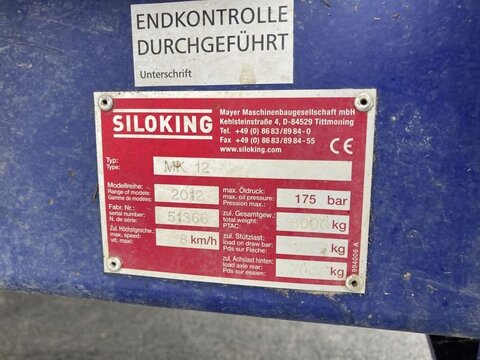 ENDKONTROLLE
DURCHGEFÜHRT
Unterschrift
SILOKING
Mayer Maschinenbaugesellschaft mbH
Kehlsteinstraße 4, D-84529 Tittmoning
Tel. +49 (0) 86 83/89 84-0
Fax +49 (0) 86 83/89 84-55
www.siloking.com
CE
Typ:
Type:
MK 12
Modellreihe:
Range of models:
Gamme de modèles:
2012
max. Öldruck:
max. oil pressure:
Pression max.:
175 bar
Fabr. Nr.:
serial number:
Nº de série:
51366
zul. Gesamtgew.:
total weight:
PTAC:
8000 kg
Zul. Höchstgeschw.:
max. speed:
vit. maxi:
8 km/h
zul. Stützlast:
load on draw bar:
Pds sur Flèche:
kg
zul. Achslast hinten:
load axle rear:
Pds sur essieu:
kg
994006 A